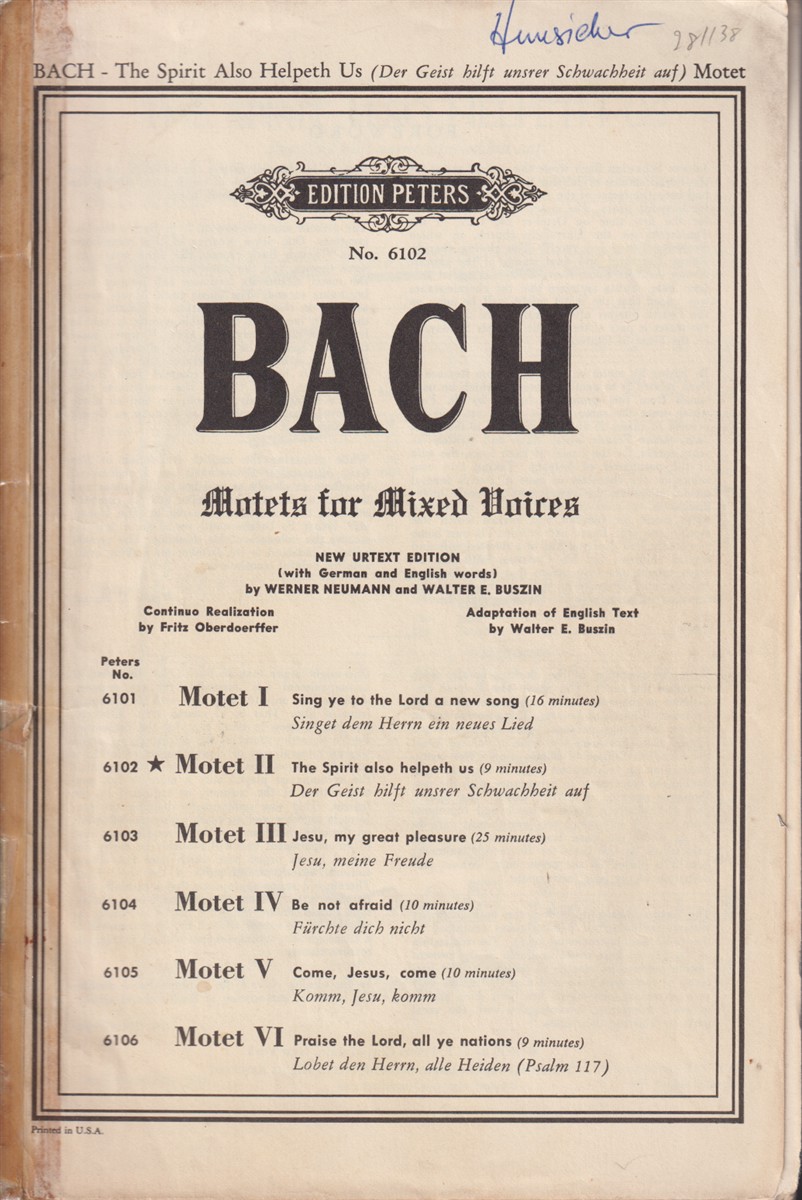 Hunsicker 281138
BACH - The Spirit Also Helpeth Us (Der Geist hilft unsrer Schwachheit auf) Motet
EDITION PETERS
No. 6102
BACH
Motets for Mixed Voices
NEW URTEXT EDITION
(with German and English words)
by WERNER NEUMANN and WALTER E. BUSZIN
Continuo Realization
by Fritz Oberdoerffer
Adaptation of English Text
by Walter E. Buszin
Peters
No.
6101 Motet I Sing ye to the Lord a new song (16 minutes)
Singet dem Herrn ein neues Lied
6102 ★ Motet II The Spirit also helpeth us (9 minutes)
Der Geist hilft unsrer Schwachheit auf
6103 Motet III Jesu, my great pleasure (25 minutes)
Jesu, meine Freude
6104 Motet IV Be not afraid (10 minutes)
Fürchte dich nicht
6105 Motet V Come, Jesus, come (10 minutes)
Komm, Jesu, komm
6106 Motet VI Praise the Lord, all ye nations (9 minutes)
Lobet den Herrn, alle Heiden (Psalm 117)
Printed in U.S.A.